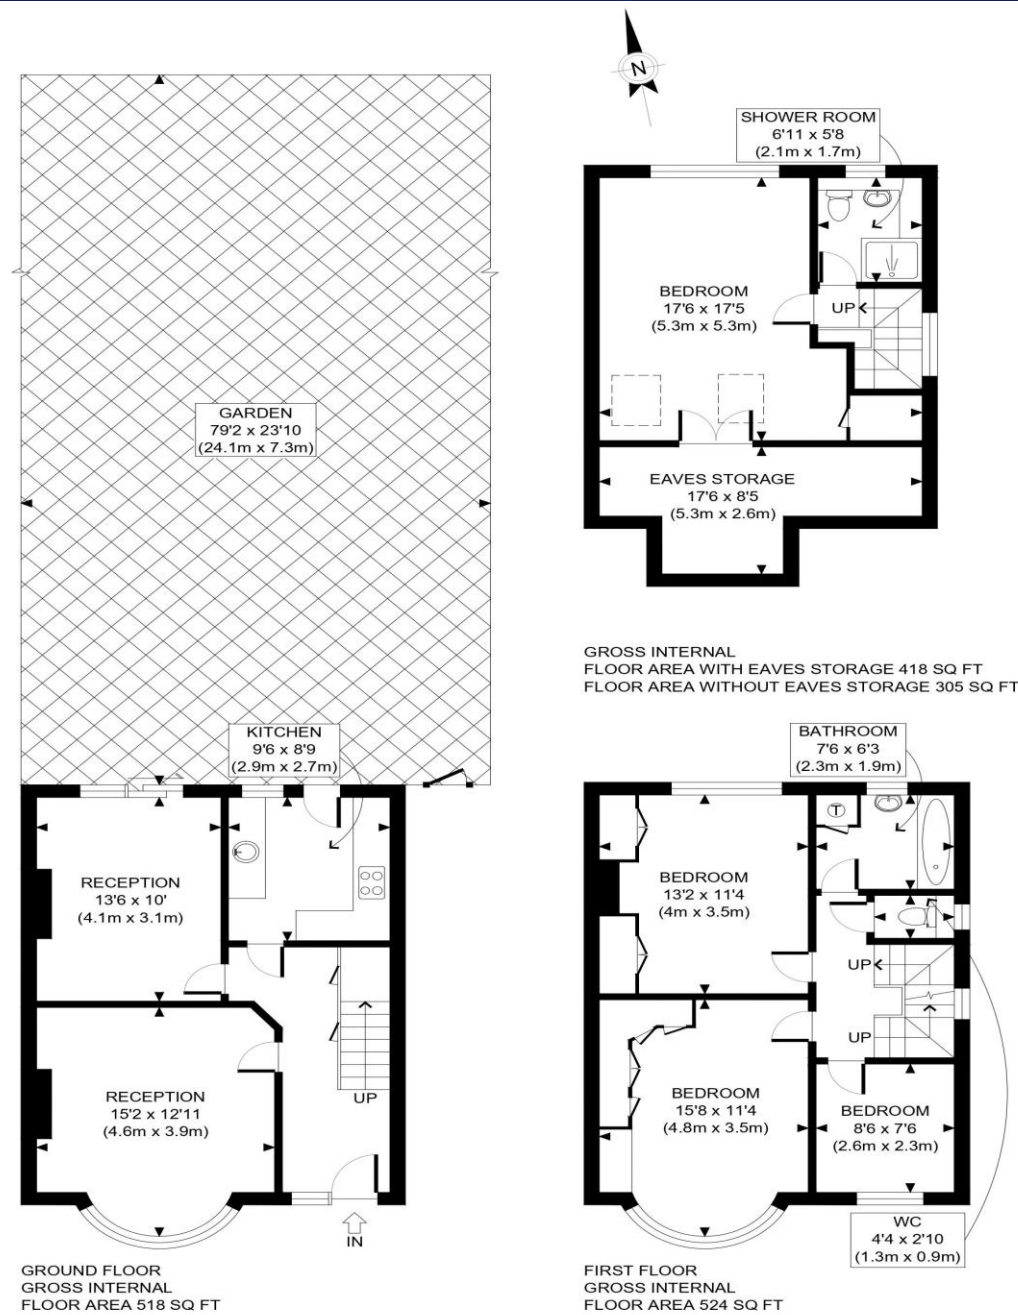 N
SHOWER ROOM
6'11 x 5'8
(2.1m x 1.7m)
BEDROOM
17'6 x 17'5
(5.3m x 5.3m)
UP
EAVES STORAGE
17'6 x 8'5
(5.3m x 2.6m)
GROSS INTERNAL
FLOOR AREA WITH EAVES STORAGE 418 SQ FT
FLOOR AREA WITHOUT EAVES STORAGE 305 SQ FT
GARDEN
79'2 x 23'10
(24.1m x 7.3m)
KITCHEN
9'6 x 8'9
(2.9m x 2.7m)
RECEPTION
13'6 x 10'
(4.1m x 3.1m)
RECEPTION
15'2 x 12'11
(4.6m x 3.9m)
UP
IN
GROUND FLOOR
GROSS INTERNAL
FLOOR AREA 518 SQ FT
BATHROOM
7'6 x 6'3
(2.3m x 1.9m)
T
BEDROOM
13'2 x 11'4
(4m x 3.5m)
UP
UP
BEDROOM
15'8 x 11'4
(4.8m x 3.5m)
BEDROOM
8'6 x 7'6
(2.6m x 2.3m)
WC
4'4 x 2'10
(1.3m x 0.9m)
FIRST FLOOR
GROSS INTERNAL
FLOOR AREA 524 SQ FT